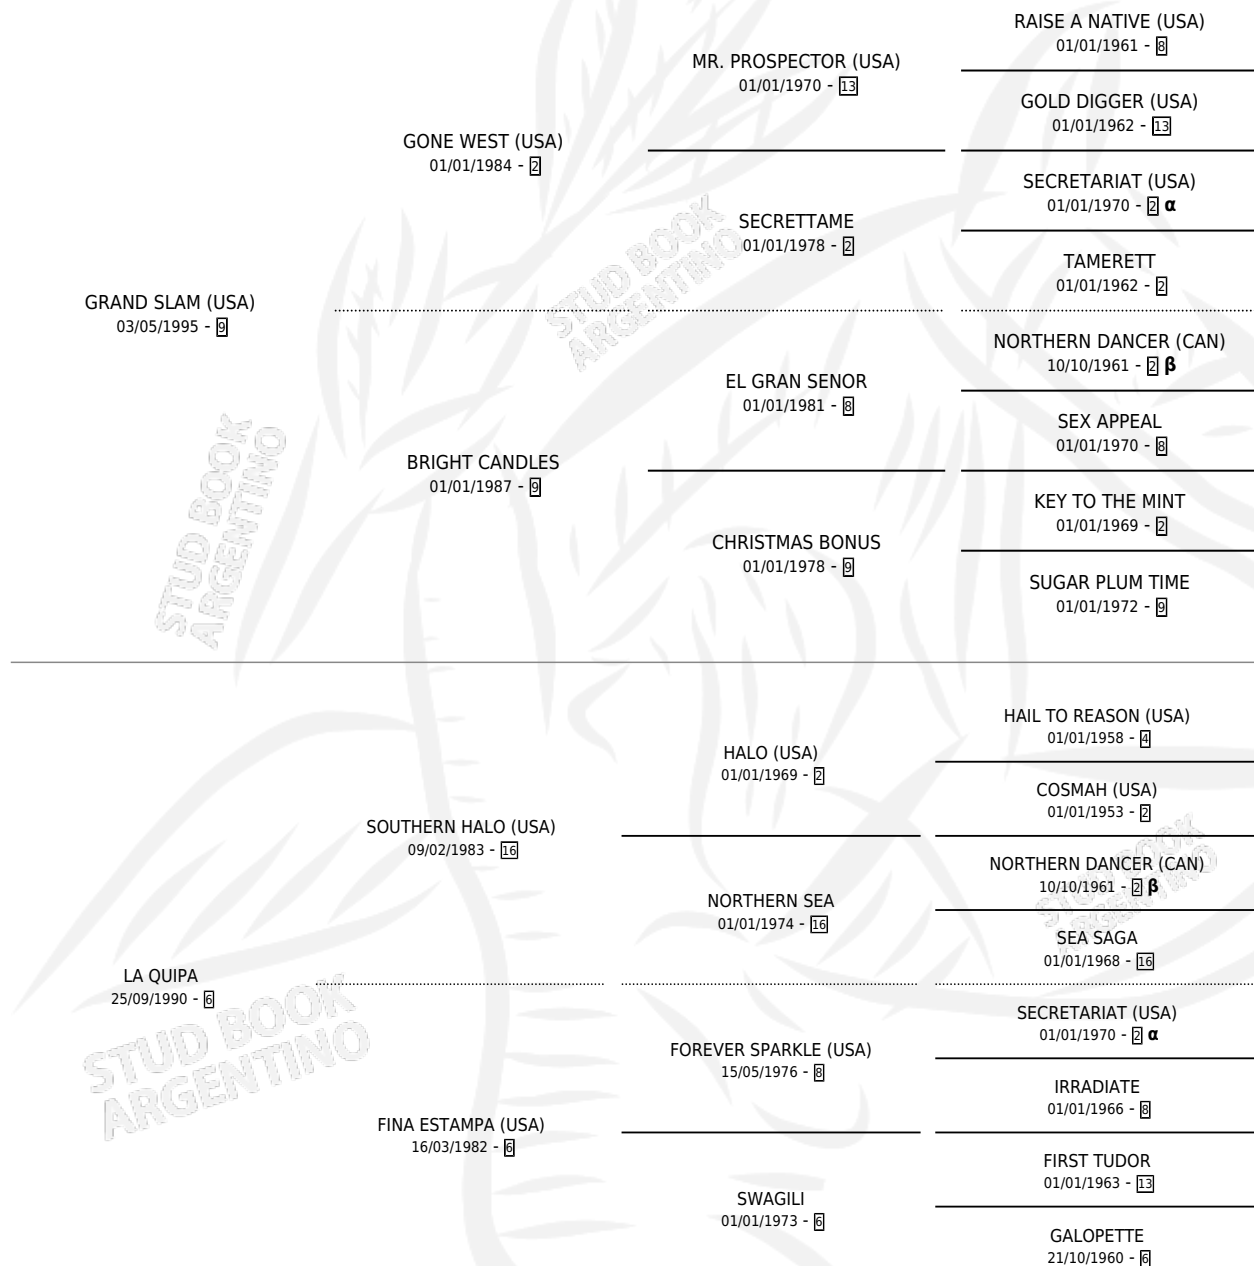 RAISE A NATIVE (USA)
01/01/1961 - 8
MR. PROSPECTOR (USA)
01/01/1970 - 13
GOLD DIGGER (USA)
01/01/1962 - 13
GONE WEST (USA)
01/01/1984 - 2
SECRETARIAT (USA)
01/01/1970 - 2 α
SECRETTAME
01/01/1978 - 2
TAMERETT
01/01/1962 - 2
GRAND SLAM (USA)
03/05/1995 - 9
NORTHERN DANCER (CAN)
10/10/1961 - 2 β
EL GRAN SENOR
01/01/1981 - 8
SEX APPEAL
01/01/1970 - 8
BRIGHT CANDLES
01/01/1987 - 9
KEY TO THE MINT
01/01/1969 - 2
CHRISTMAS BONUS
01/01/1978 - 9
SUGAR PLUM TIME
01/01/1972 - 9
HAIL TO REASON (USA)
01/01/1958 - 4
HALO (USA)
01/01/1969 - 2
COSMAH (USA)
01/01/1953 - 2
SOUTHERN HALO (USA)
09/02/1983 - 16
NORTHERN DANCER (CAN)
10/10/1961 - 2 β
NORTHERN SEA
01/01/1974 - 16
SEA SAGA
01/01/1968 - 16
LA QUIPA
25/09/1990 - 6
SECRETARIAT (USA)
01/01/1970 - 2 α
FOREVER SPARKLE (USA)
15/05/1976 - 8
IRRADIATE
01/01/1966 - 8
FINA ESTAMPA (USA)
16/03/1982 - 6
FIRST TUDOR
01/01/1963 - 13
SWAGILI
01/01/1973 - 6
GALOPETTE
21/10/1960 - 6
STUD BOOK
ARGENTINO
STUD BOOK
ARGENTINO
STUD BOOK
ARGENTINO
STUD BOOK
ARGENTINO